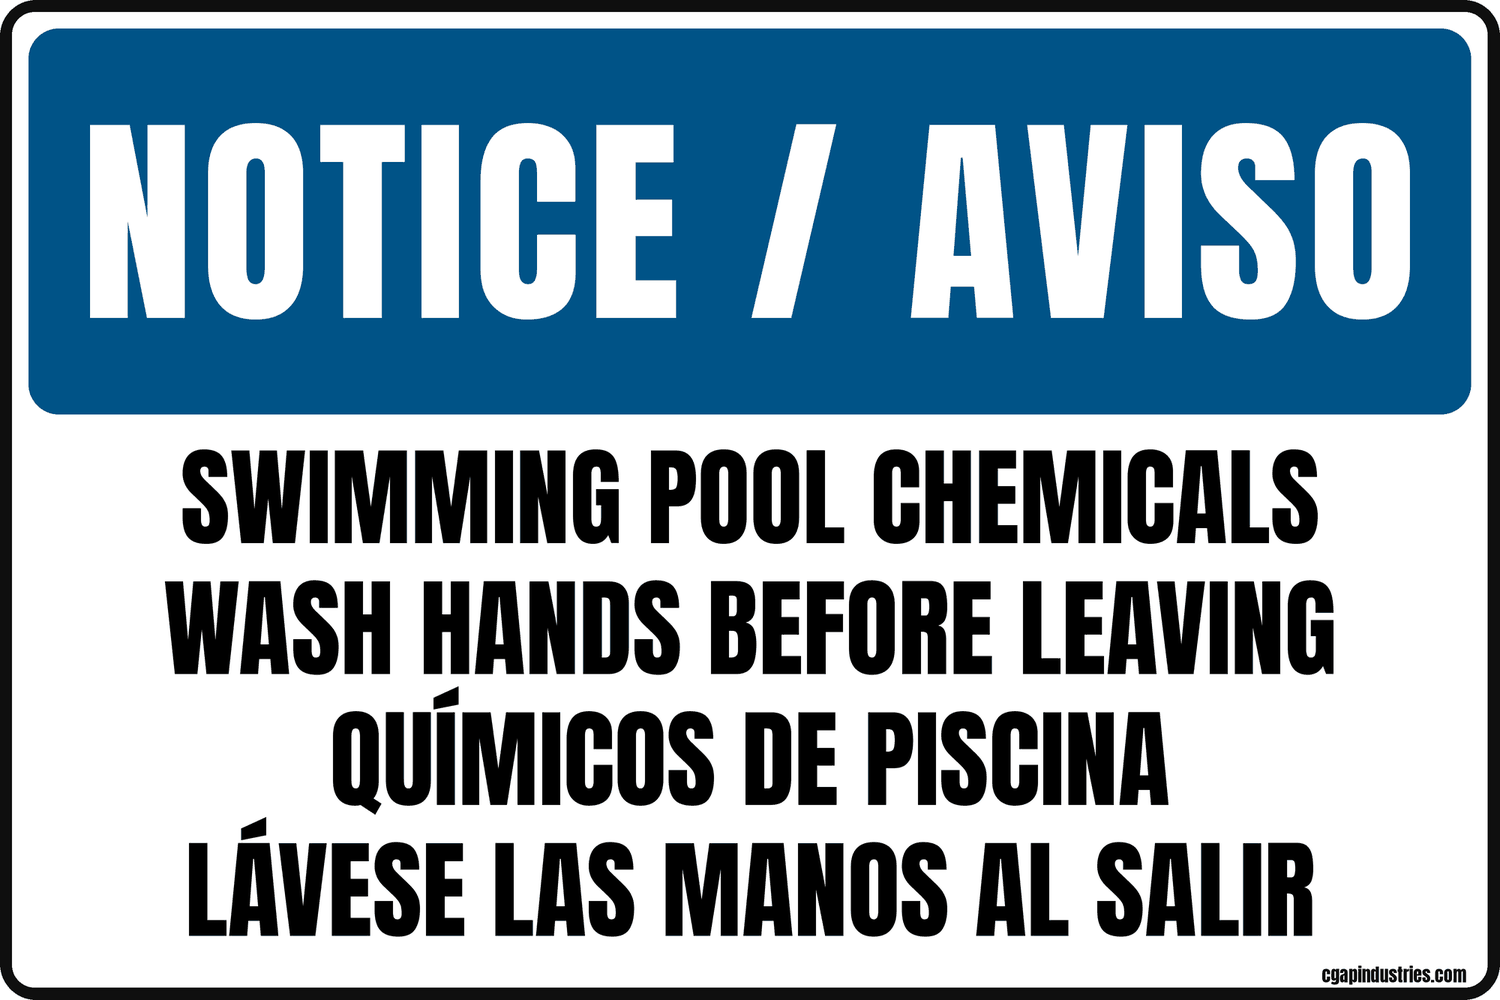 NOTICE / AVISO
SWIMMING POOL CHEMICALS
WASH HANDS BEFORE LEAVING
QUÍMICOS DE PISCINA
LÁVESE LAS MANOS AL SALIR
cgapindustries.com